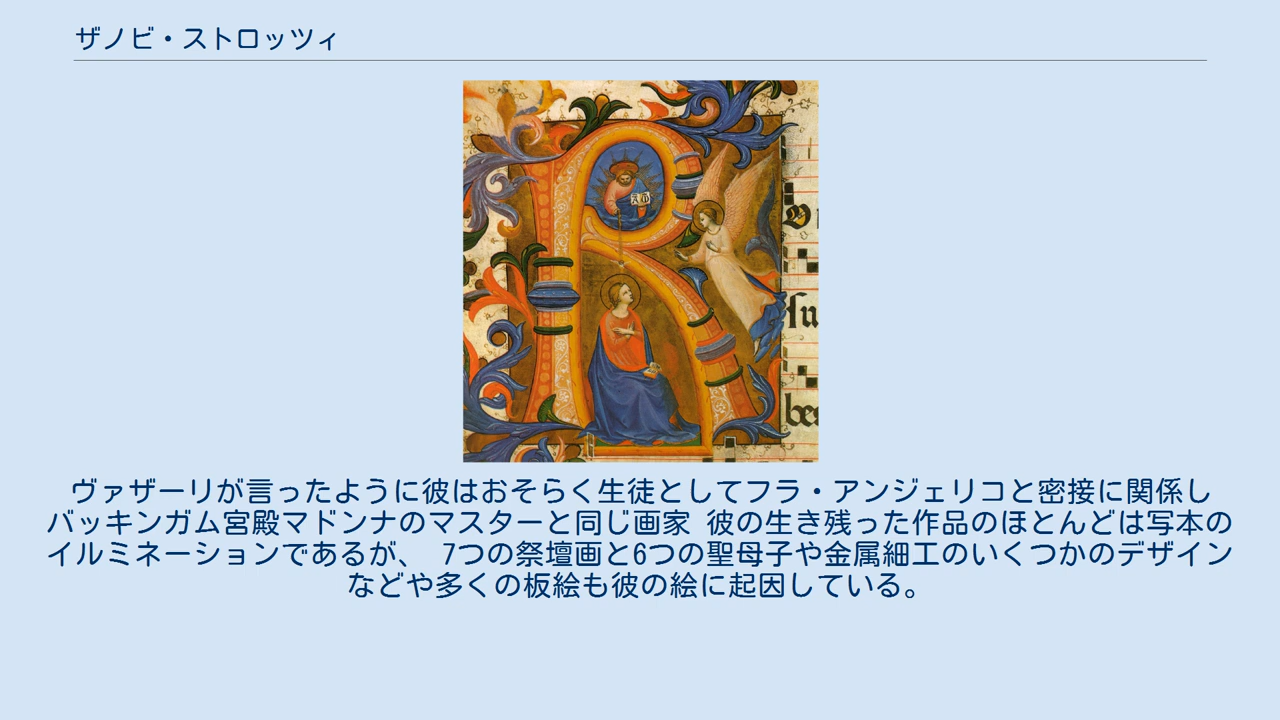 ザノビ・ストロッツィ
su
be
ヴァザーリが言ったように彼はおそらく生徒としてフラ・アンジェリコと密接に関係し
バッキンガム宮殿マドンナのマスターと同じ画家 彼の生き残った作品のほとんどは写本の
イルミネーションであるが、 7つの祭壇画と6つの聖母子や金属細工のいくつかのデザイン
などや多くの板絵も彼の絵に起因している。